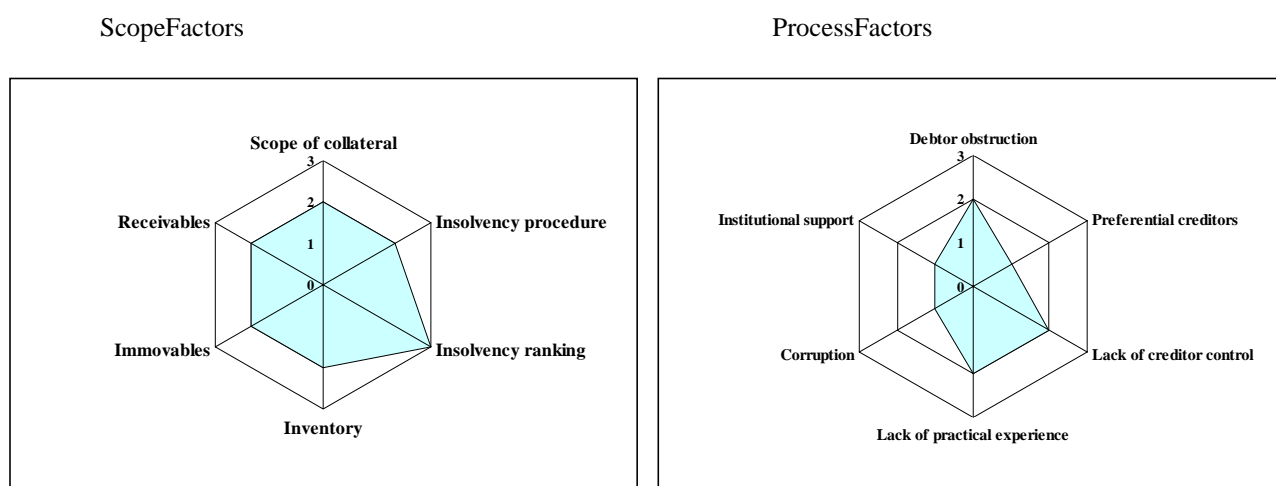 ScopeFactors
ProcessFactors
Scope of collateral
3
Receivables
2
Insolvency procedure
1
0
Immovables
Insolvency ranking
Inventory
Debtor obstruction
3
Institutional support
2
Preferential creditors
1
0
Corruption
Lack of creditor control
Lack of practical experience